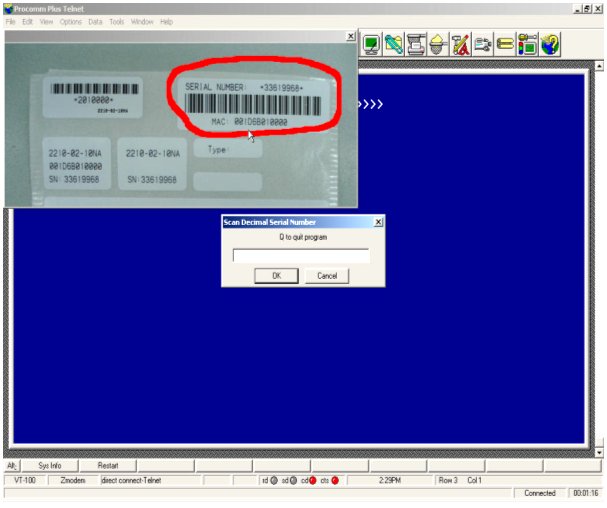 Procomm Plus Telnet
File Edit View Options Data Tools Window Help
>>>>
*2010000*
2210-02-10NA
SERIAL NUMBER: *33619968*
MAC: 001D6B010000
2210-02-10NA
001D6B010000
SN:33619968
2210-02-10NA
SN:33619968
Type:
Scan Decimal Serial Number
Q to quit program
OK Cancel
Alt; Sys Info Restart
VT-100 Zmodem direct connect-Telnet rd sd cd cts 2:29PM Row 3 Col 1
Connected 00:01:16